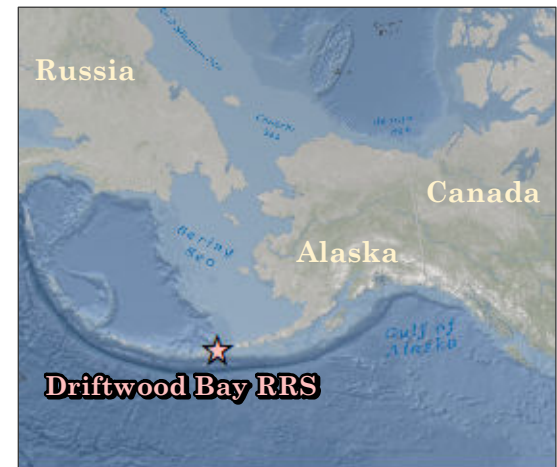 Russia
Canada
Alaska
Bering
Sea
Gulf of
Alaska
Driftwood Bay RRS